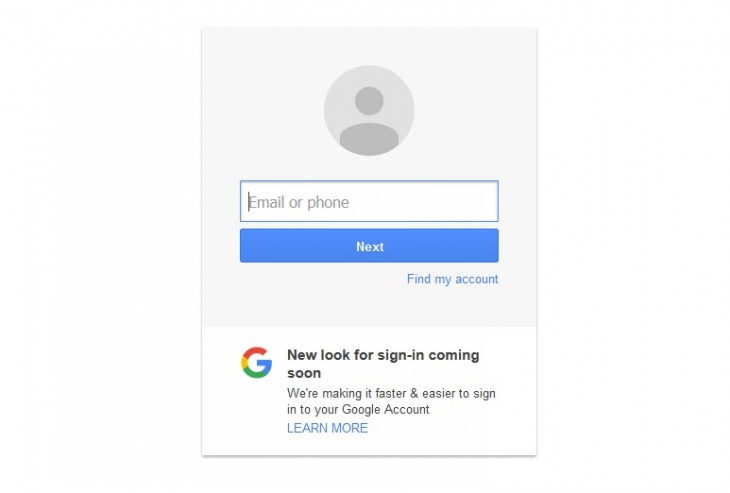 Email or phone
Next
Find my account
New look for sign-in coming
soon
We're making it faster & easier to sign
in to your Google Account
LEARN MORE